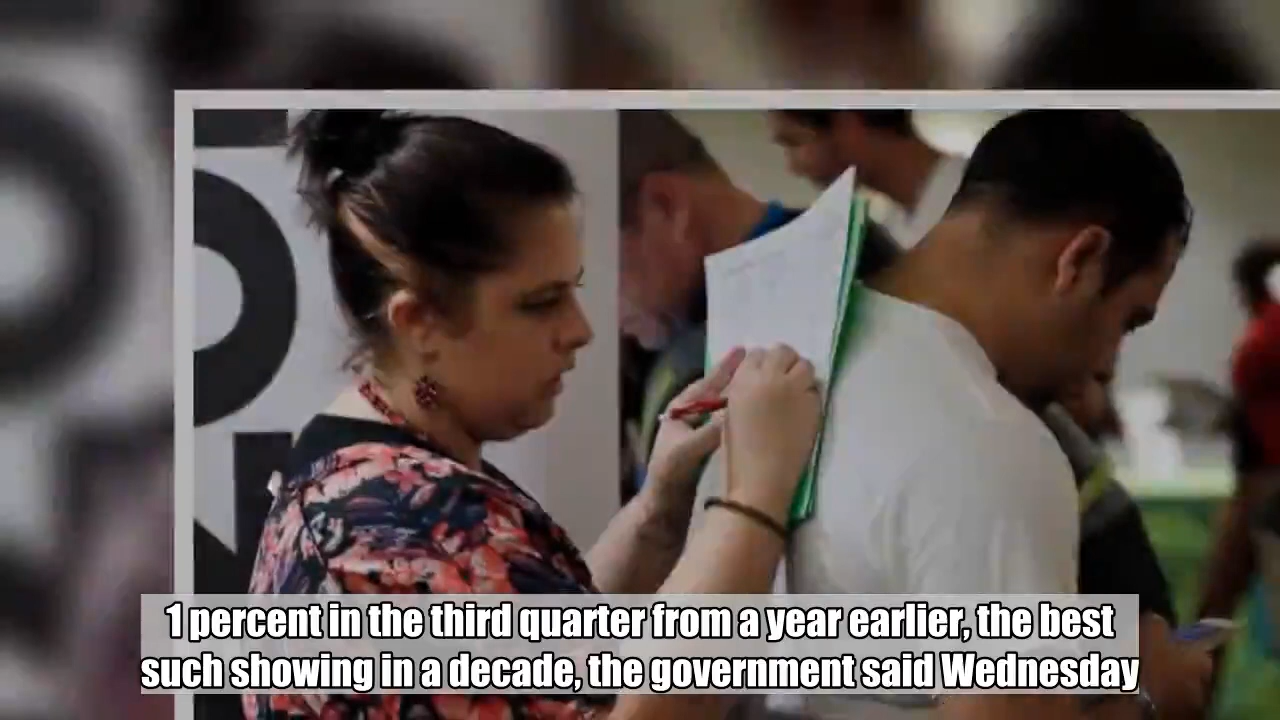 1 percent in the third quarter from a year earlier, the best
such showing in a decade, the government said Wednesday